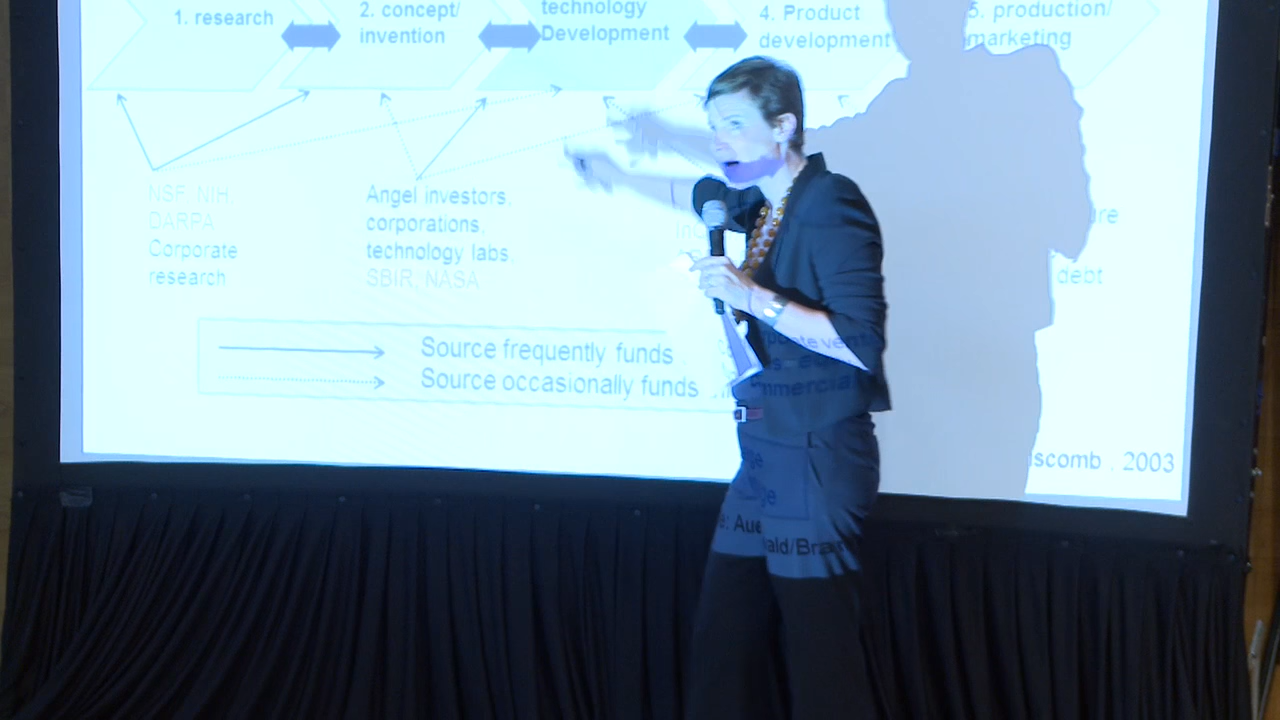 technology
1. research
2. concept/
invention
Development
4. Product
development
5. production/
marketing
NSF, NIH,
DARPA
Corporate
research
Angel investors,
corporations,
technology labs,
SBIR, NASA
debt
Source frequently funds
Source occasionally funds
2003